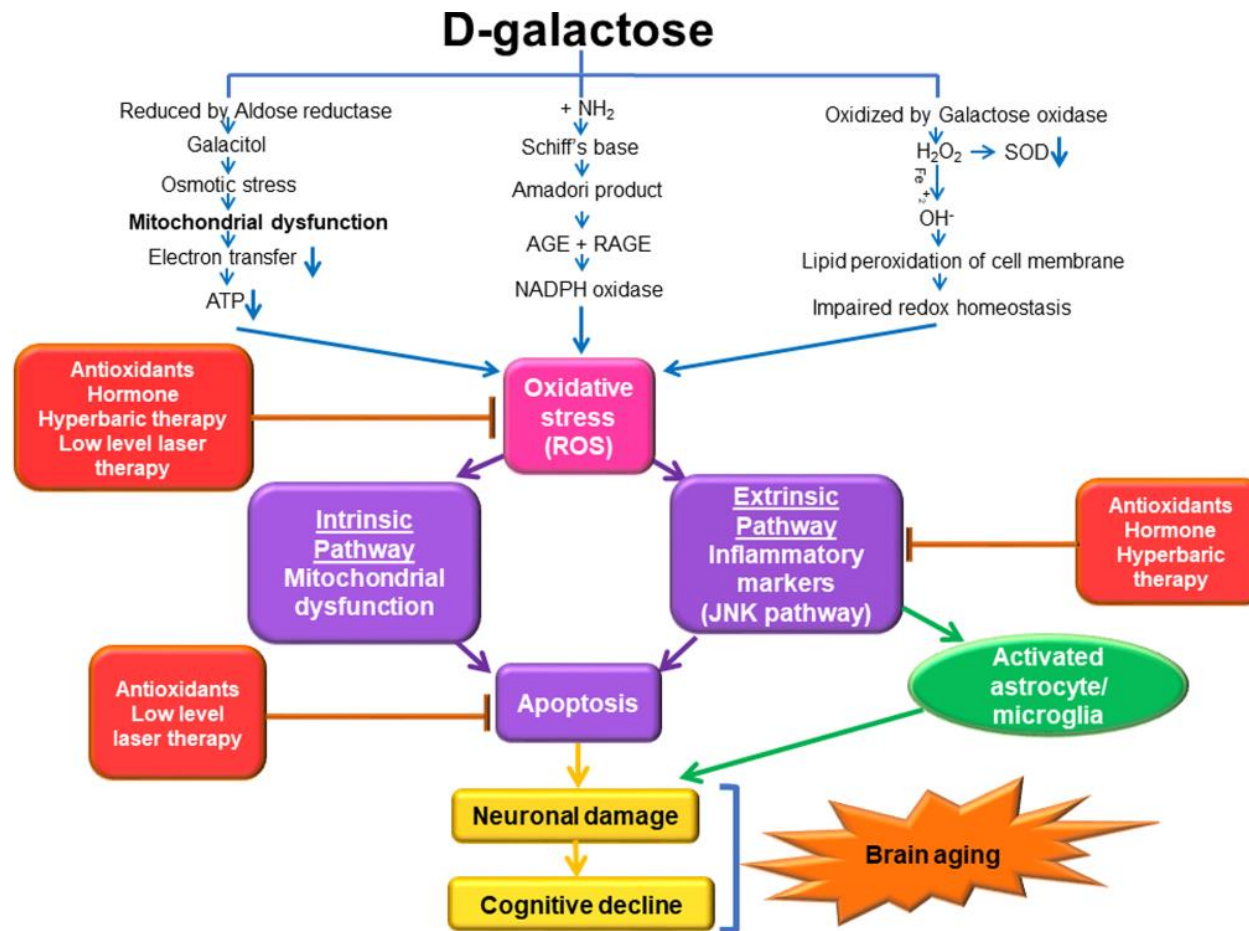 D-galactose
Reduced by Aldose reductase
Galacitol
Osmotic stress
Mitochondrial dysfunction
Electron transfer
ATP
+ NH₂
Schiff's base
Amadori product
AGE + RAGE
NADPH oxidase
Oxidized by Galactose oxidase
H₂O₂
SOD
Fe⁺₂
OH⁻
Lipid peroxidation of cell membrane
Impaired redox homeostasis
Antioxidants
Hormone
Hyperbaric therapy
Low level laser
therapy
Oxidative
stress
(ROS)
Intrinsic
Pathway
Mitochondrial
dysfunction
Extrinsic
Pathway
Inflammatory
markers
(JNK pathway)
Antioxidants
Hormone
Hyperbaric
therapy
Antioxidants
Low level
laser therapy
Apoptosis
Activated
astrocyte/
microglia
Neuronal damage
Cognitive decline
Brain aging